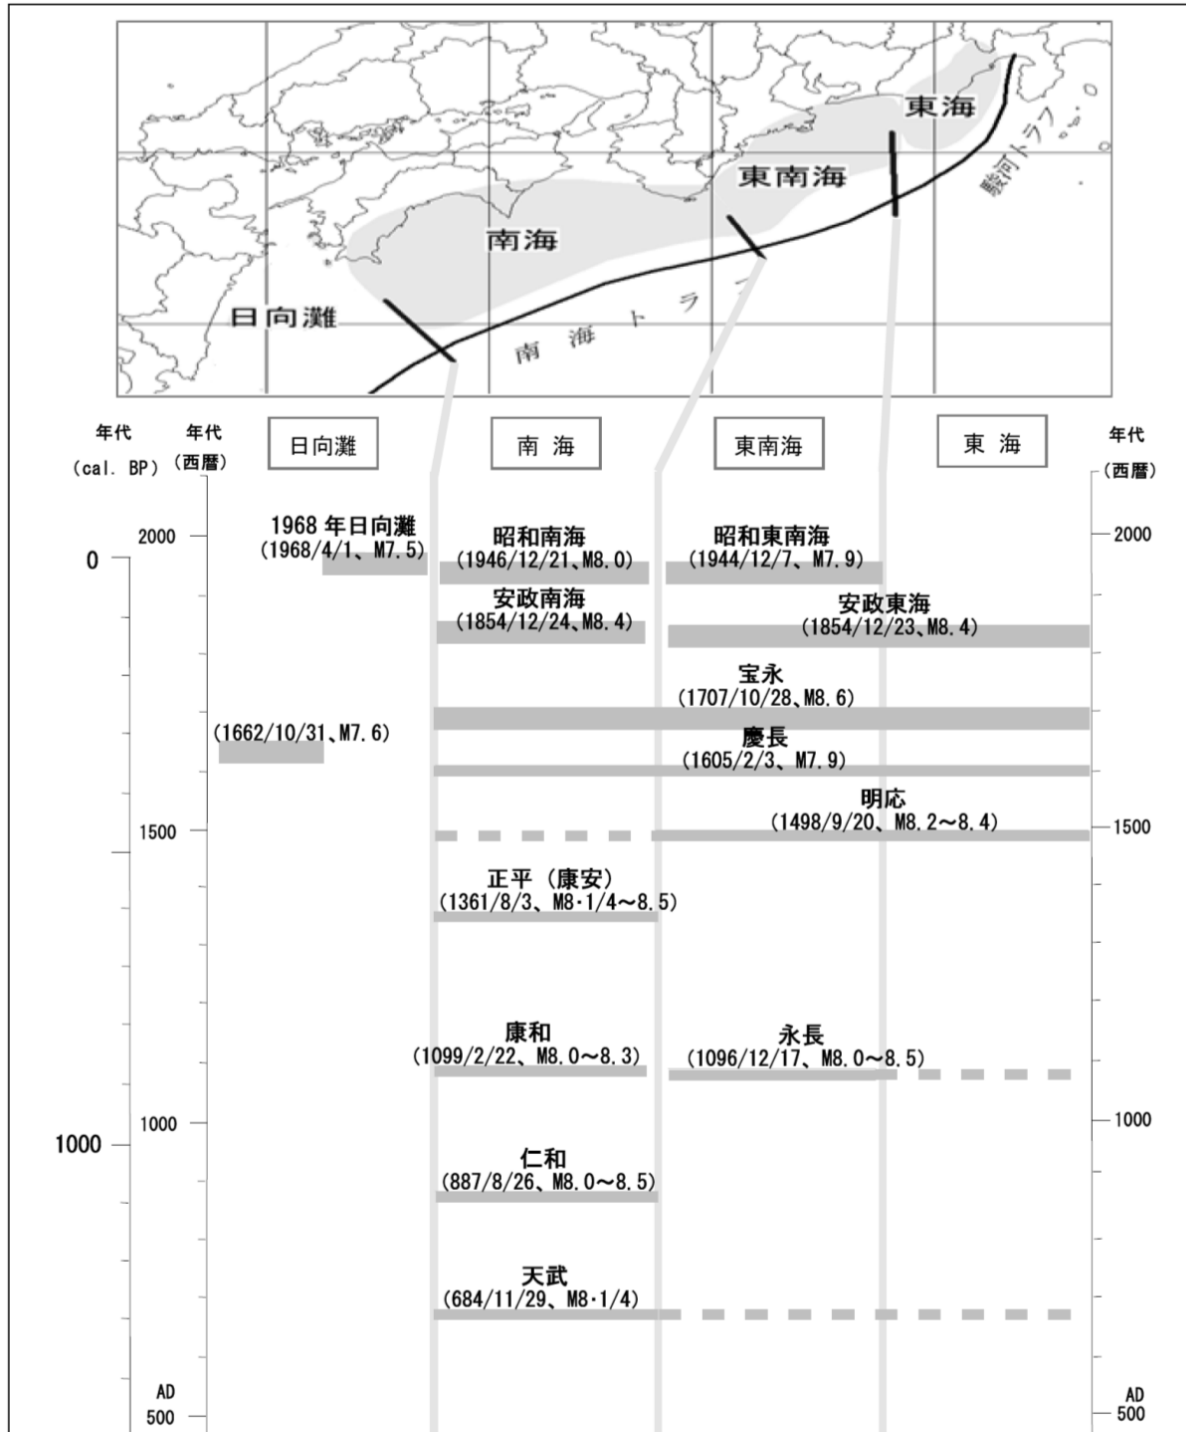 東海
東南海
駿河トラフ
南海
日向灘
南海トラフ
年代
(cal. BP)
年代
(西暦)
日向灘
南 海
東南海
東 海
年代
(西暦)
2000
0
1968 年日向灘
(1968/4/1、M7.5)
昭和南海
(1946/12/21、M8.0)
昭和東南海
(1944/12/7、M7.9)
2000
安政南海
(1854/12/24、M8.4)
安政東海
(1854/12/23、M8.4)
宝永
(1707/10/28、M8.6)
(1662/10/31、M7.6)
慶長
(1605/2/3、M7.9)
明応
(1498/9/20、M8.2～8.4)
1500
1500
正平（康安）
(1361/8/3、M8·1/4～8.5)
康和
(1099/2/22、M8.0～8.3)
永長
(1096/12/17、M8.0～8.5)
1000
1000
1000
仁和
(887/8/26、M8.0～8.5)
天武
(684/11/29、M8·1/4)
AD
500
AD
500